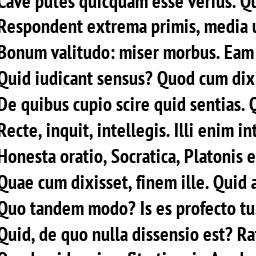 Cave putes quicquam esse verius. Qu
Respondent extrema primis, media u
Bonum valitudo: miser morbus. Eam
Quid iudicant sensus? Quod cum dix
De quibus cupio scire quid sentias. Q
Recte, inquit, intellegis. Illi enim int
Honesta oratio, Socratica, Platonis e
Quae cum dixisset, finem ille. Quid a
Quo tandem modo? Is es profecto tu
Quid, de quo nulla dissensio est? Ra